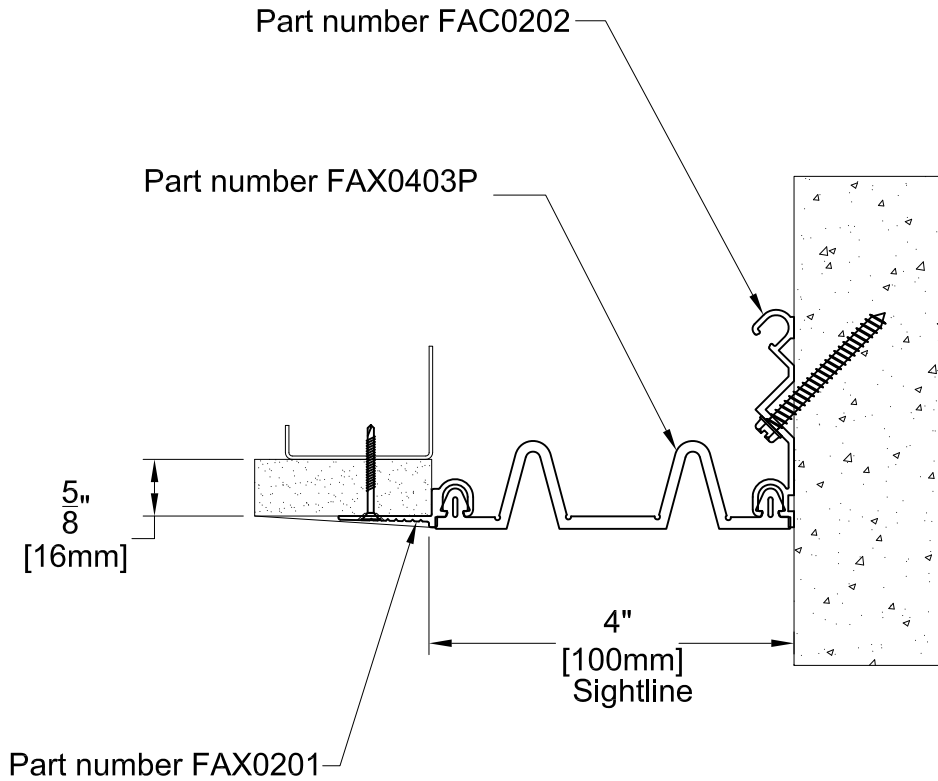 Part number FAC0202
Part number FAX0403P
5"
8
[16mm]
4"
[100mm]
Sightline
Part number FAX0201